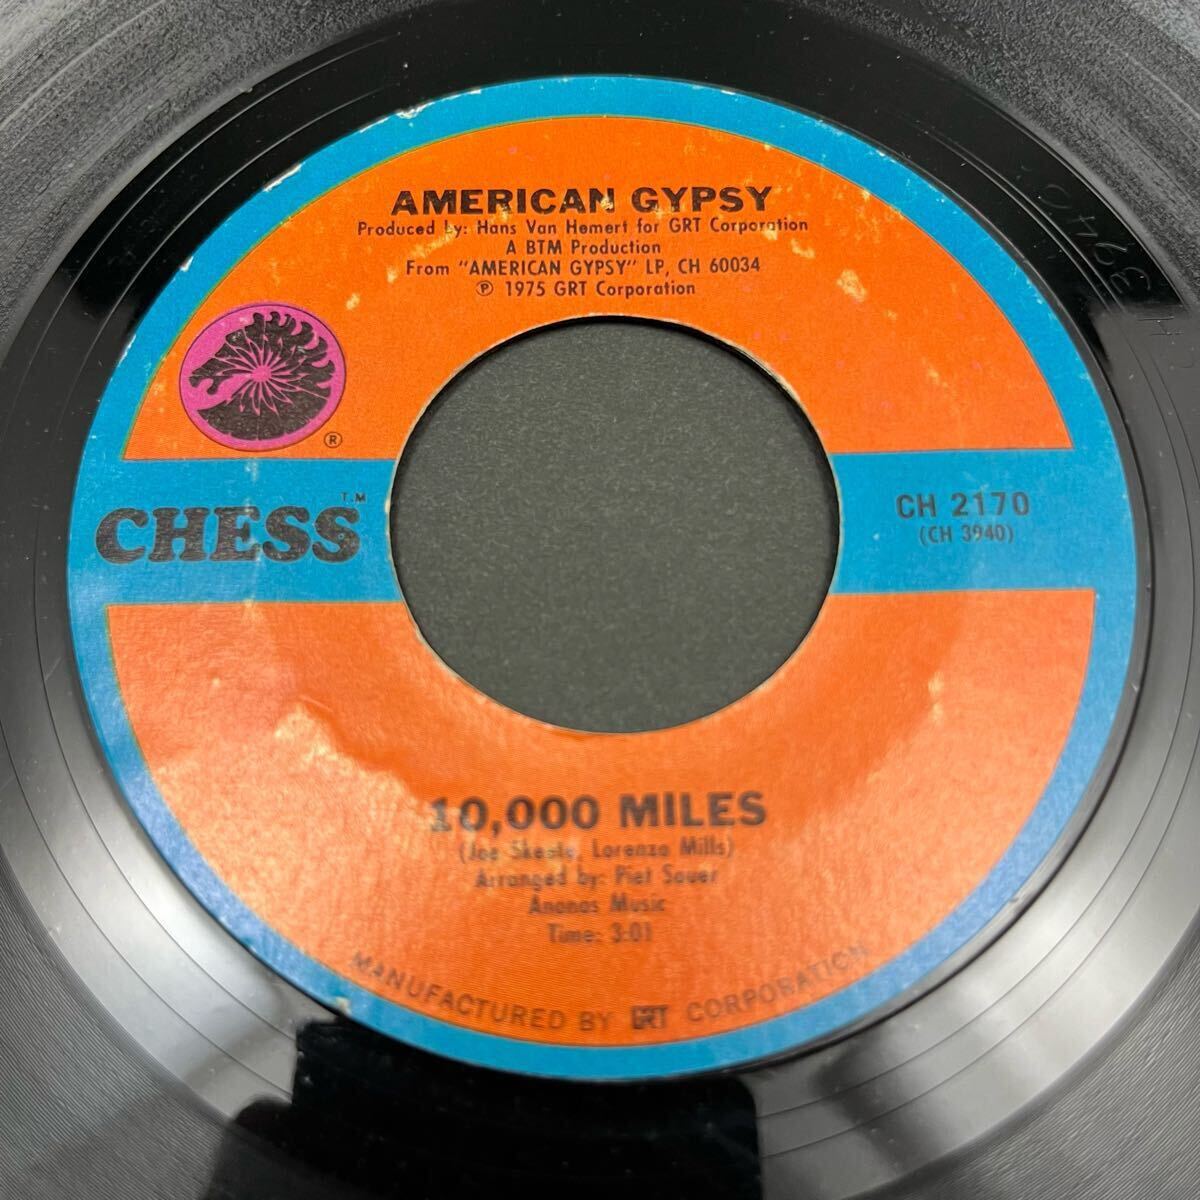 AMERICAN GYPSY
Produced by: Hans Van Hemert for GRT Corporation
A BTM Production
From "AMERICAN GYPSY" LP, CH 60034
℗ 1975 GRT Corporation
®
T.M
CHESS
CH 2170
(CH 3940)
10,000 MILES
(Joe Skeete, Lorenzo Mills)
Arranged by: Piet Souer
Ananas Music
Time: 3:01
MANUFACTURED BY GRT CORPORATION